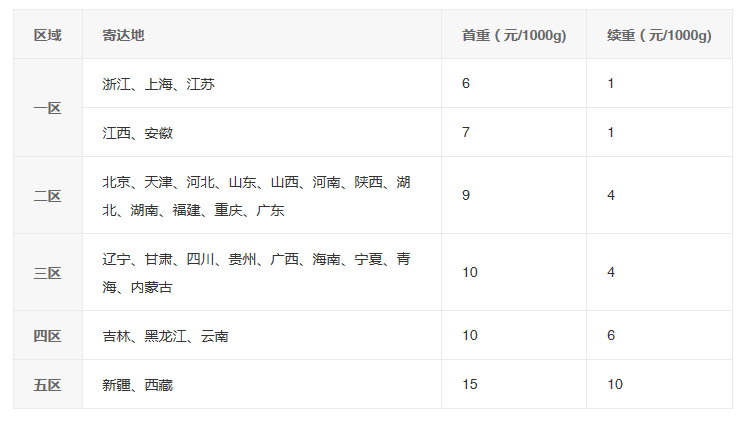 区域 寄达地 首重（元/1000g) 续重（元/1000g)
一区
浙江、上海、江苏 6 1
江西、安徽 7 1
二区
北京、天津、河北、山东、山西、河南、陕西、湖
北、湖南、福建、重庆、广东
9 4
三区
辽宁、甘肃、四川、贵州、广西、海南、宁夏、青
海、内蒙古
10 4
四区 吉林、黑龙江、云南 10 6
五区 新疆、西藏 15 10